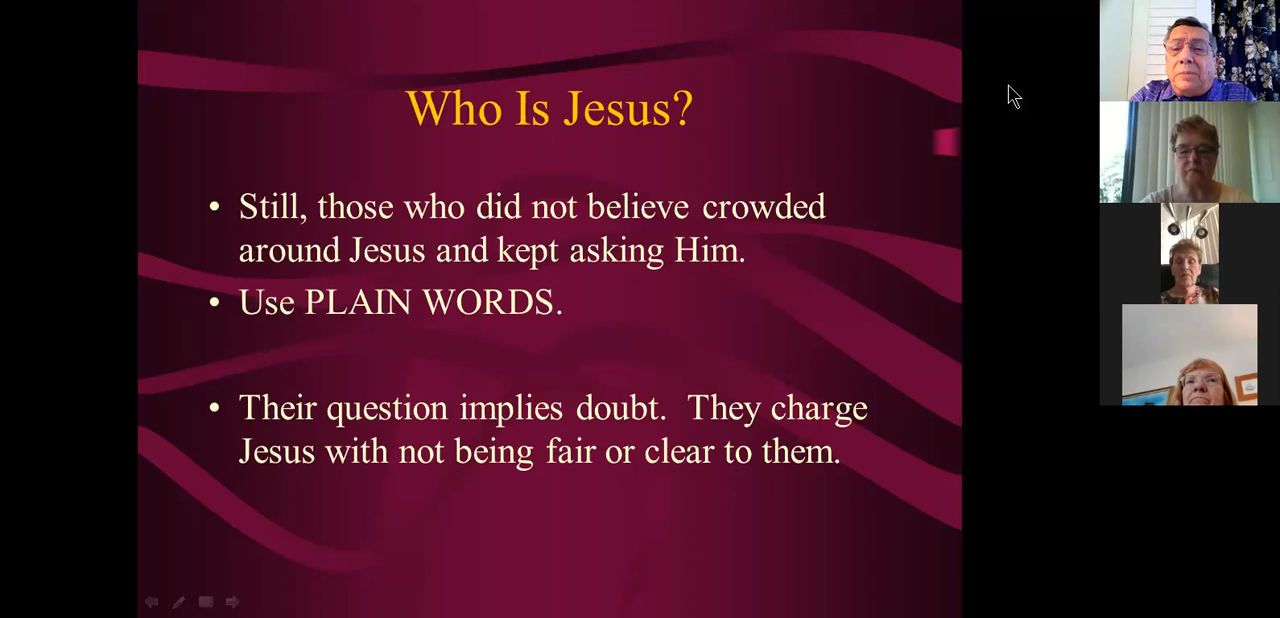 Who Is Jesus?
• Still, those who did not believe crowded
around Jesus and kept asking Him.
• Use PLAIN WORDS.
• Their question implies doubt.  They charge
Jesus with not being fair or clear to them.